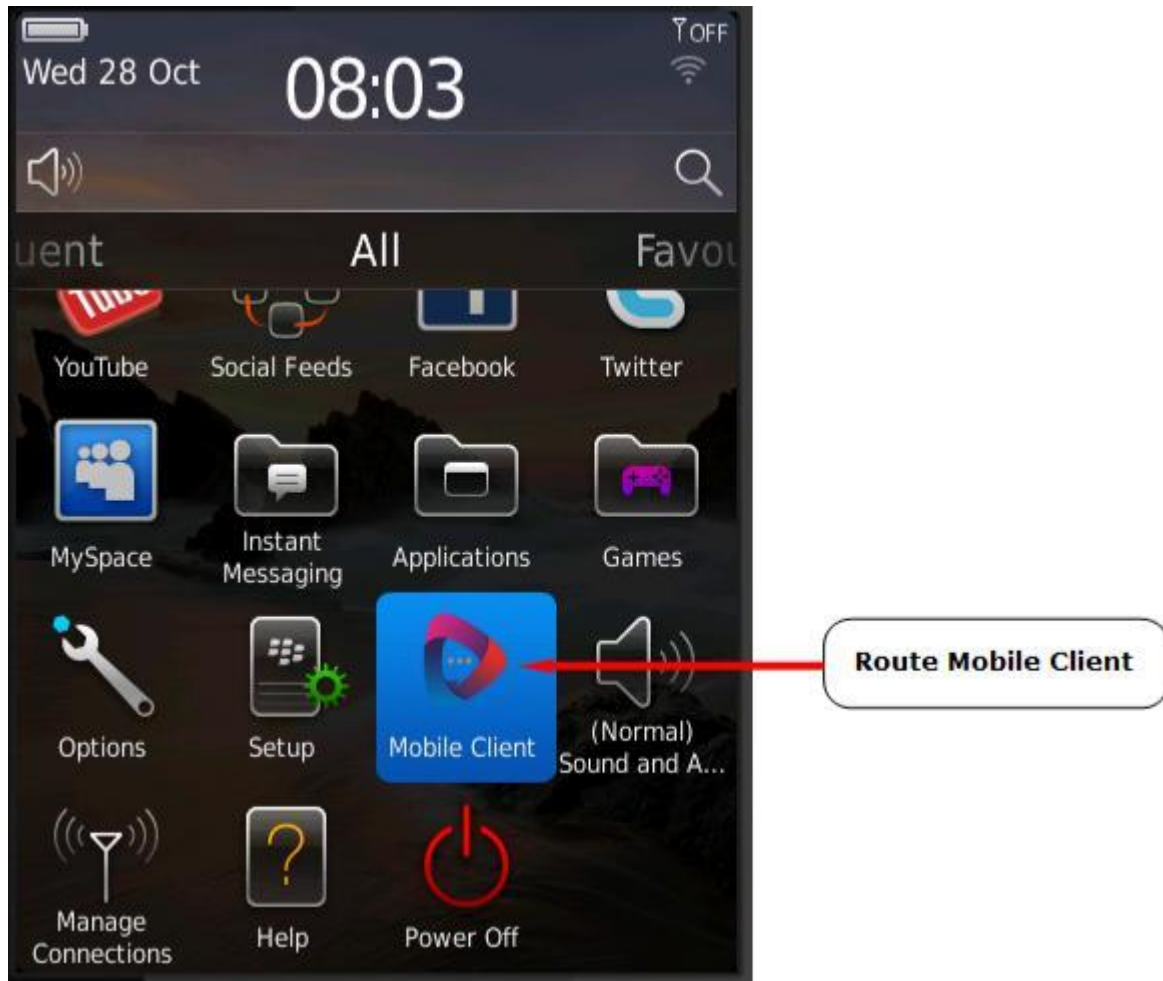 OFF
Wed 28 Oct
08:03
uent
All
Favou
YouTube
Social Feeds
Facebook
Twitter
MySpace
Instant
Messaging
Applications
Games
Options
Setup
Mobile Client
(Normal)
Sound and A...
Route Mobile Client
Manage
Connections
Help
Power Off